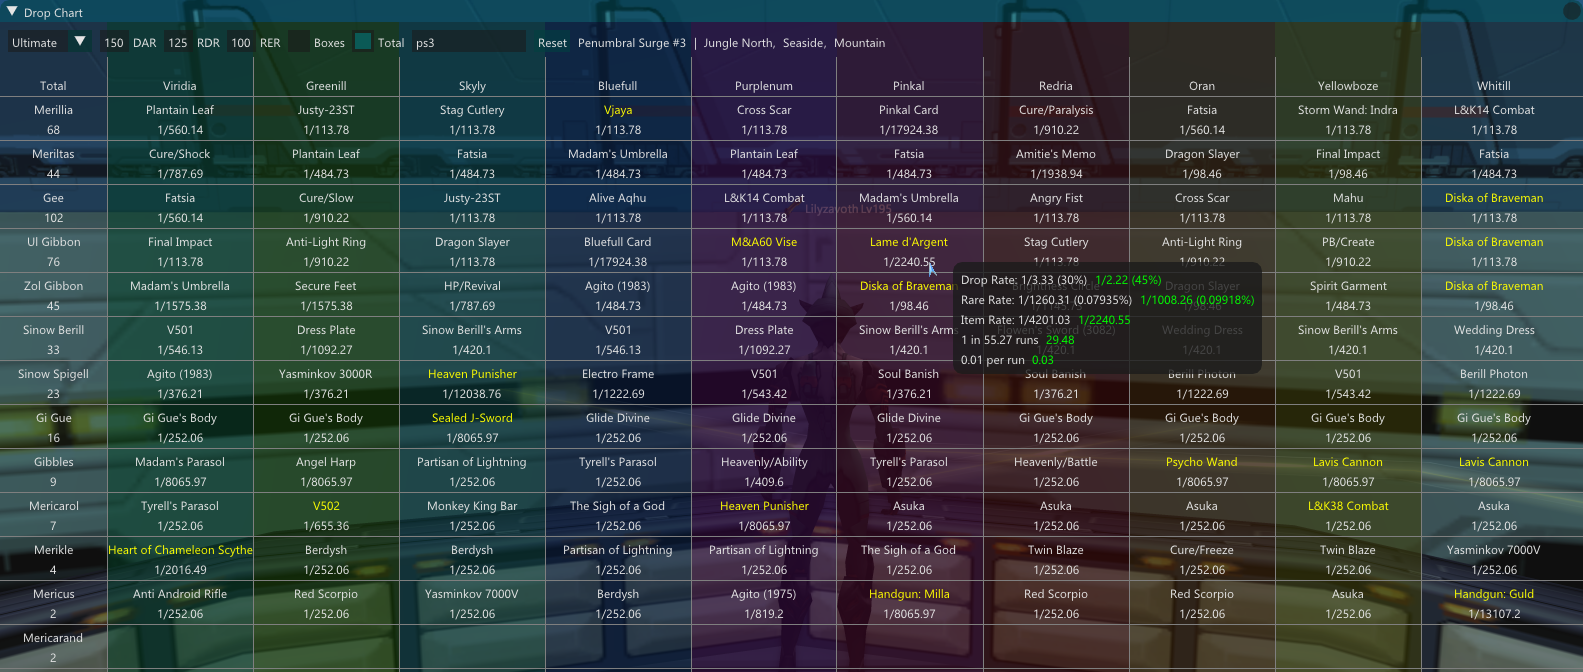 Drop Chart
Ultimate 150 DAR 125 RDR 100 RER Boxes Total ps3 Reset Penumbral Surge #3 | Jungle North, Seaside, Mountain
Total Viridia Greenill Skyly Bluefull Purplenum Pinkal Redria Oran Yellowboze Whitill
Merillia Plantain Leaf Justy-23ST Stag Cutlery Vjaya Cross Scar Pinkal Card Cure/Paralysis Fatsia Storm Wand: Indra L&K14 Combat
68 1/560.14 1/113.78 1/113.78 1/113.78 1/113.78 1/17924.38 1/910.22 1/560.14 1/113.78 1/113.78
Meriltas Cure/Shock Plantain Leaf Fatsia Madam's Umbrella Plantain Leaf Fatsia Amitie's Memo Dragon Slayer Final Impact Fatsia
44 1/787.69 1/484.73 1/484.73 1/484.73 1/484.73 1/484.73 1/1938.94 1/98.46 1/98.46 1/484.73
Gee Fatsia Cure/Slow Justy-23ST Alive Aqhu L&K14 Combat Madam's Umbrella Angry Fist Cross Scar Mahu Diska of Braveman
Lilyzavoth Lv195
102 1/560.14 1/910.22 1/113.78 1/113.78 1/113.78 1/560.14 1/113.78 1/113.78 1/113.78 1/113.78
Ul Gibbon Final Impact Anti-Light Ring Dragon Slayer Bluefull Card M&A60 Vise Lame d'Argent Stag Cutlery Anti-Light Ring PB/Create Diska of Braveman
76 1/113.78 1/910.22 1/113.78 1/17924.38 1/113.78 1/2240.55 1/113.78 1/910.22 1/910.22 1/113.78
Drop Rate: 1/3.33 (30%) 1/2.22 (45%)
Zol Gibbon Madam's Umbrella Secure Feet HP/Revival Agito (1983) Agito (1983) Diska of Braveman Brightness Circle Dragon Slayer Spirit Garment Diska of Braveman
Rare Rate: 1/1260.31 (0.07935%) 1/1008.26 (0.09918%)
45 1/1575.38 1/1575.38 1/787.69 1/484.73 1/484.73 1/98.46 1/98.46 1/484.73 1/98.46
Item Rate: 1/4201.03 1/2240.55
Sinow Berill V501 Dress Plate Sinow Berill's Arms V501 Dress Plate Sinow Berill's Arms Flowen's Sword (3082) Wedding Dress Sinow Berill's Arms Wedding Dress
1 in 55.27 runs 29.48
33 1/546.13 1/1092.27 1/420.1 1/546.13 1/1092.27 1/420.1 1/420.1 1/420.1 1/420.1 1/420.1
0.01 per run 0.03
Sinow Spigell Agito (1983) Yasminkov 3000R Heaven Punisher Electro Frame V501 Soul Banish Soul Banish Berill Photon V501 Berill Photon
23 1/376.21 1/376.21 1/12038.76 1/1222.69 1/543.42 1/376.21 1/376.21 1/1222.69 1/543.42 1/1222.69
Gi Gue Gi Gue's Body Gi Gue's Body Sealed J-Sword Glide Divine Glide Divine Glide Divine Gi Gue's Body Gi Gue's Body Gi Gue's Body Gi Gue's Body
16 1/252.06 1/252.06 1/8065.97 1/252.06 1/252.06 1/252.06 1/252.06 1/252.06 1/252.06 1/252.06
Gibbles Madam's Parasol Angel Harp Partisan of Lightning Tyrell's Parasol Heavenly/Ability Tyrell's Parasol Heavenly/Battle Psycho Wand Lavis Cannon Lavis Cannon
9 1/8065.97 1/8065.97 1/252.06 1/252.06 1/409.6 1/252.06 1/252.06 1/8065.97 1/8065.97 1/8065.97
Mericarol Tyrell's Parasol V502 Monkey King Bar The Sigh of a God Heaven Punisher Asuka Asuka Asuka L&K38 Combat Asuka
7 1/252.06 1/655.36 1/252.06 1/252.06 1/8065.97 1/252.06 1/252.06 1/252.06 1/252.06 1/252.06
Merikle Heart of Chameleon Scythe Berdysh Berdysh Partisan of Lightning Partisan of Lightning The Sigh of a God Twin Blaze Cure/Freeze Twin Blaze Yasminkov 7000V
4 1/2016.49 1/252.06 1/252.06 1/252.06 1/252.06 1/252.06 1/252.06 1/252.06 1/252.06 1/252.06
Mericus Anti Android Rifle Red Scorpio Yasminkov 7000V Berdysh Agito (1975) Handgun: Milla Red Scorpio Red Scorpio Asuka Handgun: Guld
2 1/252.06 1/252.06 1/252.06 1/252.06 1/819.2 1/8065.97 1/252.06 1/252.06 1/252.06 1/13107.2
Mericarand
2